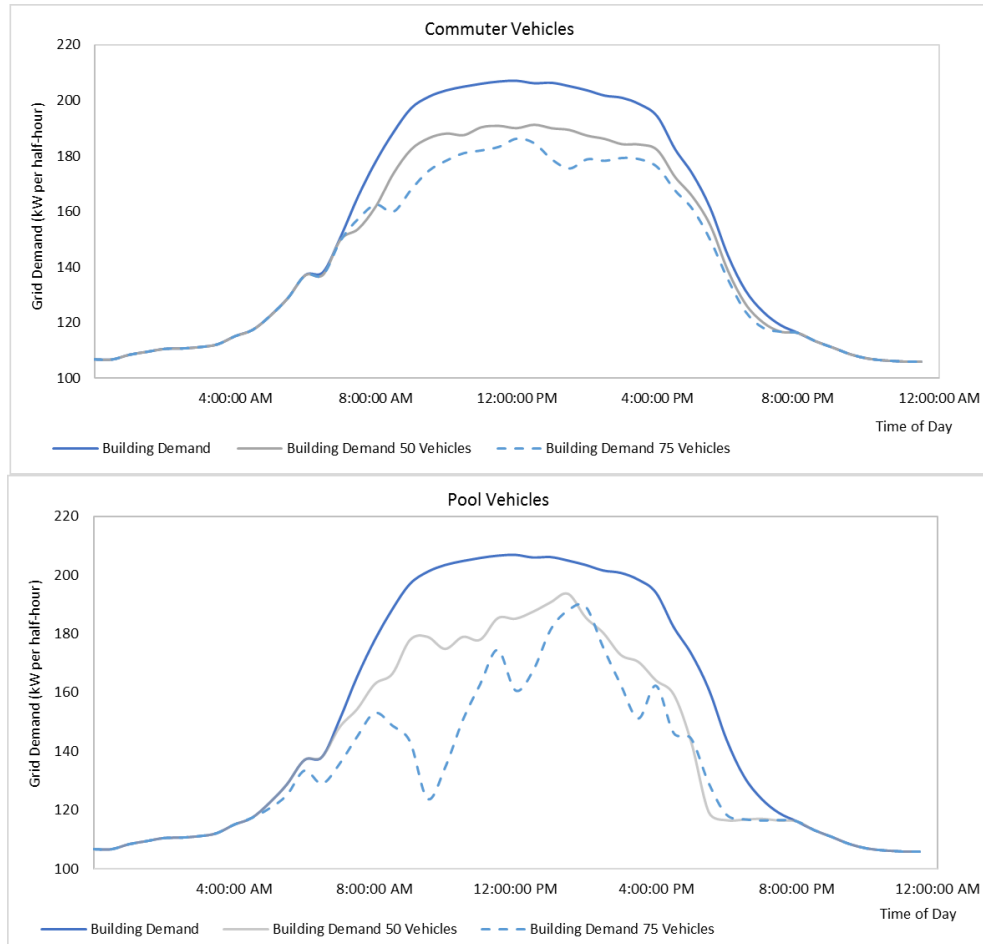 Commuter Vehicles
220
200
180
160
140
120
100
Grid Demand (kW per half-hour)
4:00:00 AM 8:00:00 AM 12:00:00 PM 4:00:00 PM 8:00:00 PM 12:00:00 AM
Time of Day
Building Demand Building Demand 50 Vehicles Building Demand 75 Vehicles
Pool Vehicles
220
200
180
160
140
120
100
Grid Demand (kW per half-hour)
4:00:00 AM 8:00:00 AM 12:00:00 PM 4:00:00 PM 8:00:00 PM 12:00:00 AM
Time of Day
Building Demand Building Demand 50 Vehicles Building Demand 75 Vehicles